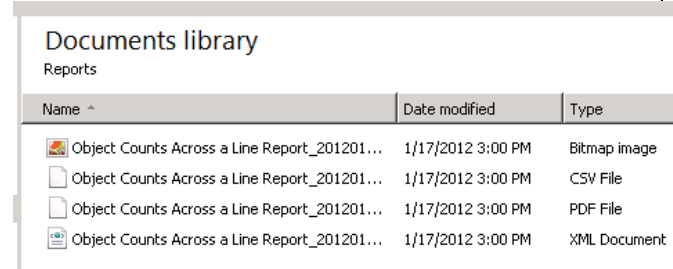 Documents library
Reports
Name Date modified Type
Object Counts Across a Line Report_201201... 1/17/2012 3:00 PM Bitmap image
Object Counts Across a Line Report_201201... 1/17/2012 3:00 PM CSV File
Object Counts Across a Line Report_201201... 1/17/2012 3:00 PM PDF File
Object Counts Across a Line Report_201201... 1/17/2012 3:00 PM XML Document